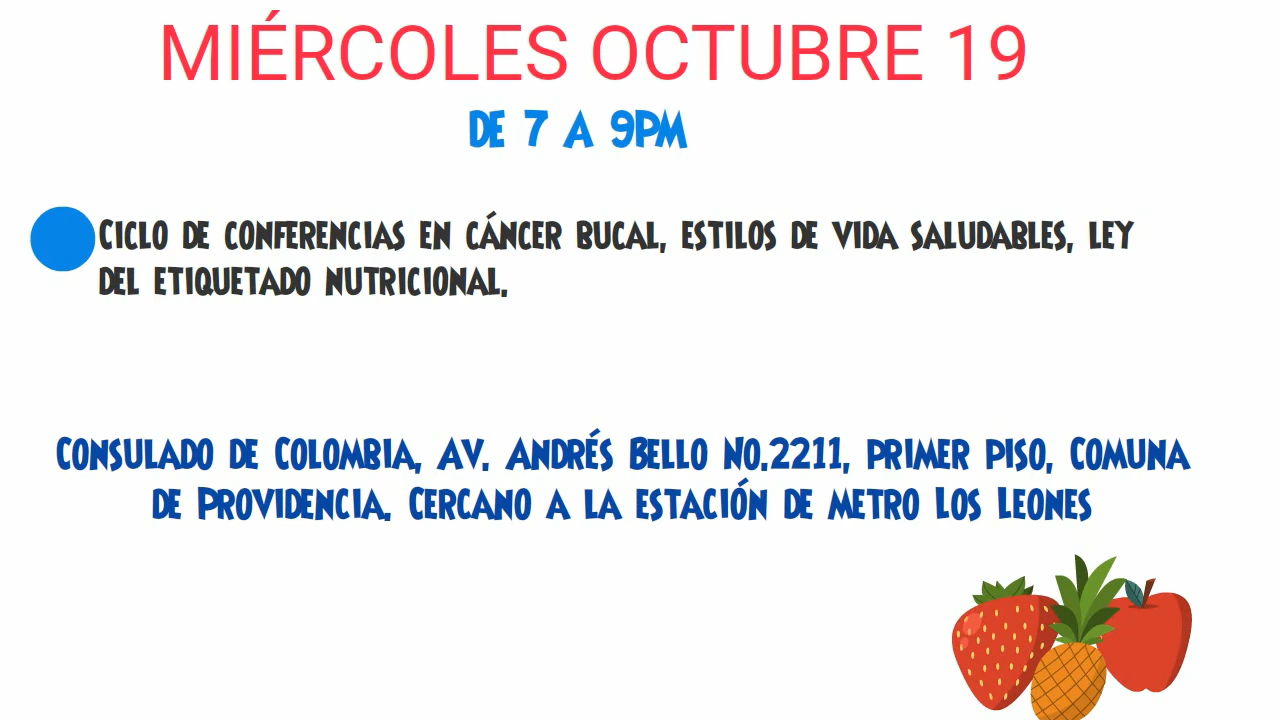 MIÉRCOLES OCTUBRE 19
DE 7 A 9PM
CICLO DE CONFERENCIAS EN CÁNCER BUCAL, ESTILOS DE VIDA SALUDABLES, LEY
DEL ETIQUETADO NUTRICIONAL.
CONSULADO DE COLOMBIA, AV. ANDRÉS BELLO NO.2211, PRIMER PISO, COMUNA
DE PROVIDENCIA. CERCANO A LA ESTACIÓN DE METRO LOS LEONES